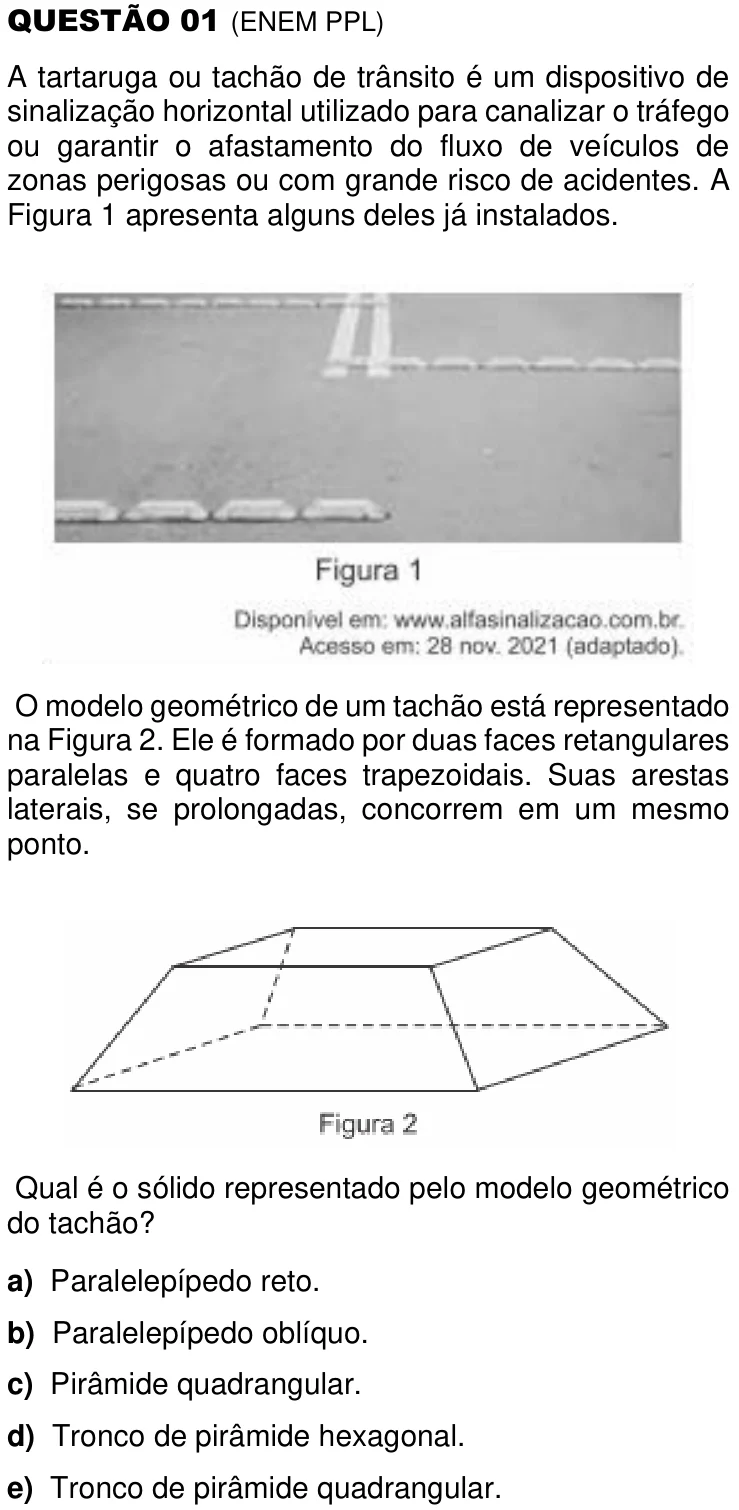 QUESTÃO 01 (ENEM PPL)
A tartaruga ou tachão de trânsito é um dispositivo de
sinalização horizontal utilizado para canalizar o tráfego
ou garantir o afastamento do fluxo de veículos de
zonas perigosas ou com grande risco de acidentes. A
Figura 1 apresenta alguns deles já instalados.
Figura 1
Disponível em: www.alfasinalizacao.com.br.
Acesso em: 28 nov. 2021 (adaptado).
O modelo geométrico de um tachão está representado
na Figura 2. Ele é formado por duas faces retangulares
paralelas e quatro faces trapezoidais. Suas arestas
laterais, se prolongadas, concorrem em um mesmo
ponto.
Figura 2
Qual é o sólido representado pelo modelo geométrico
do tachão?
a) Paralelepípedo reto.
b) Paralelepípedo oblíquo.
c) Pirâmide quadrangular.
d) Tronco de pirâmide hexagonal.
e) Tronco de pirâmide quadrangular.